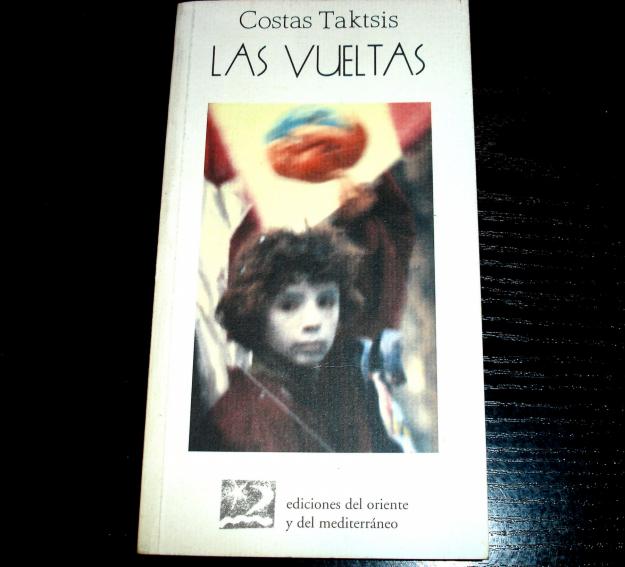 Costas Taktsis
LAS VUELTAS
ediciones del oriente
y del mediterráneo